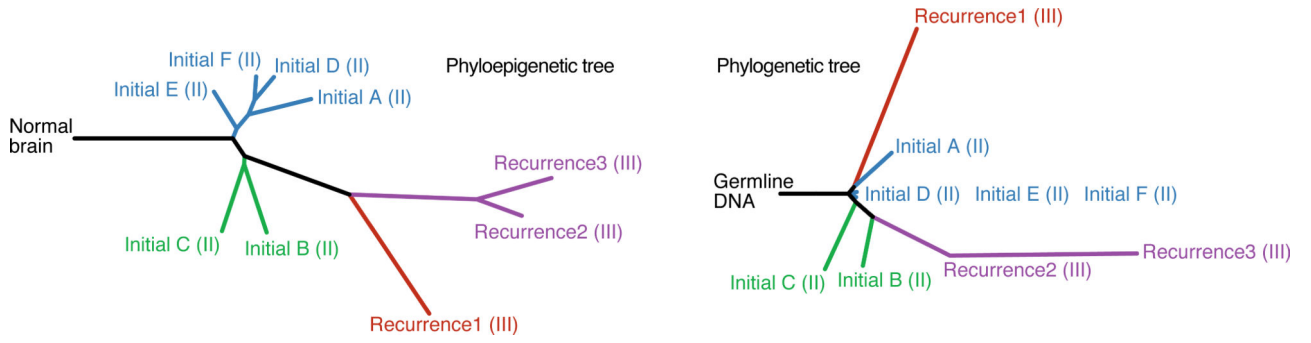 Initial F (II)
Initial D (II)
Initial E (II)
Initial A (II)
Phyloepigenetic tree
Normal
brain
Recurrence3 (III)
Recurrence2 (III)
Initial C (II)
Initial B (II)
Recurrence1 (III)
Recurrence1 (III)
Phylogenetic tree
Initial A (II)
Germline
DNA
Initial D (II) Initial E (II) Initial F (II)
Recurrence3 (III)
Recurrence2 (III)
Initial C (II)
Initial B (II)